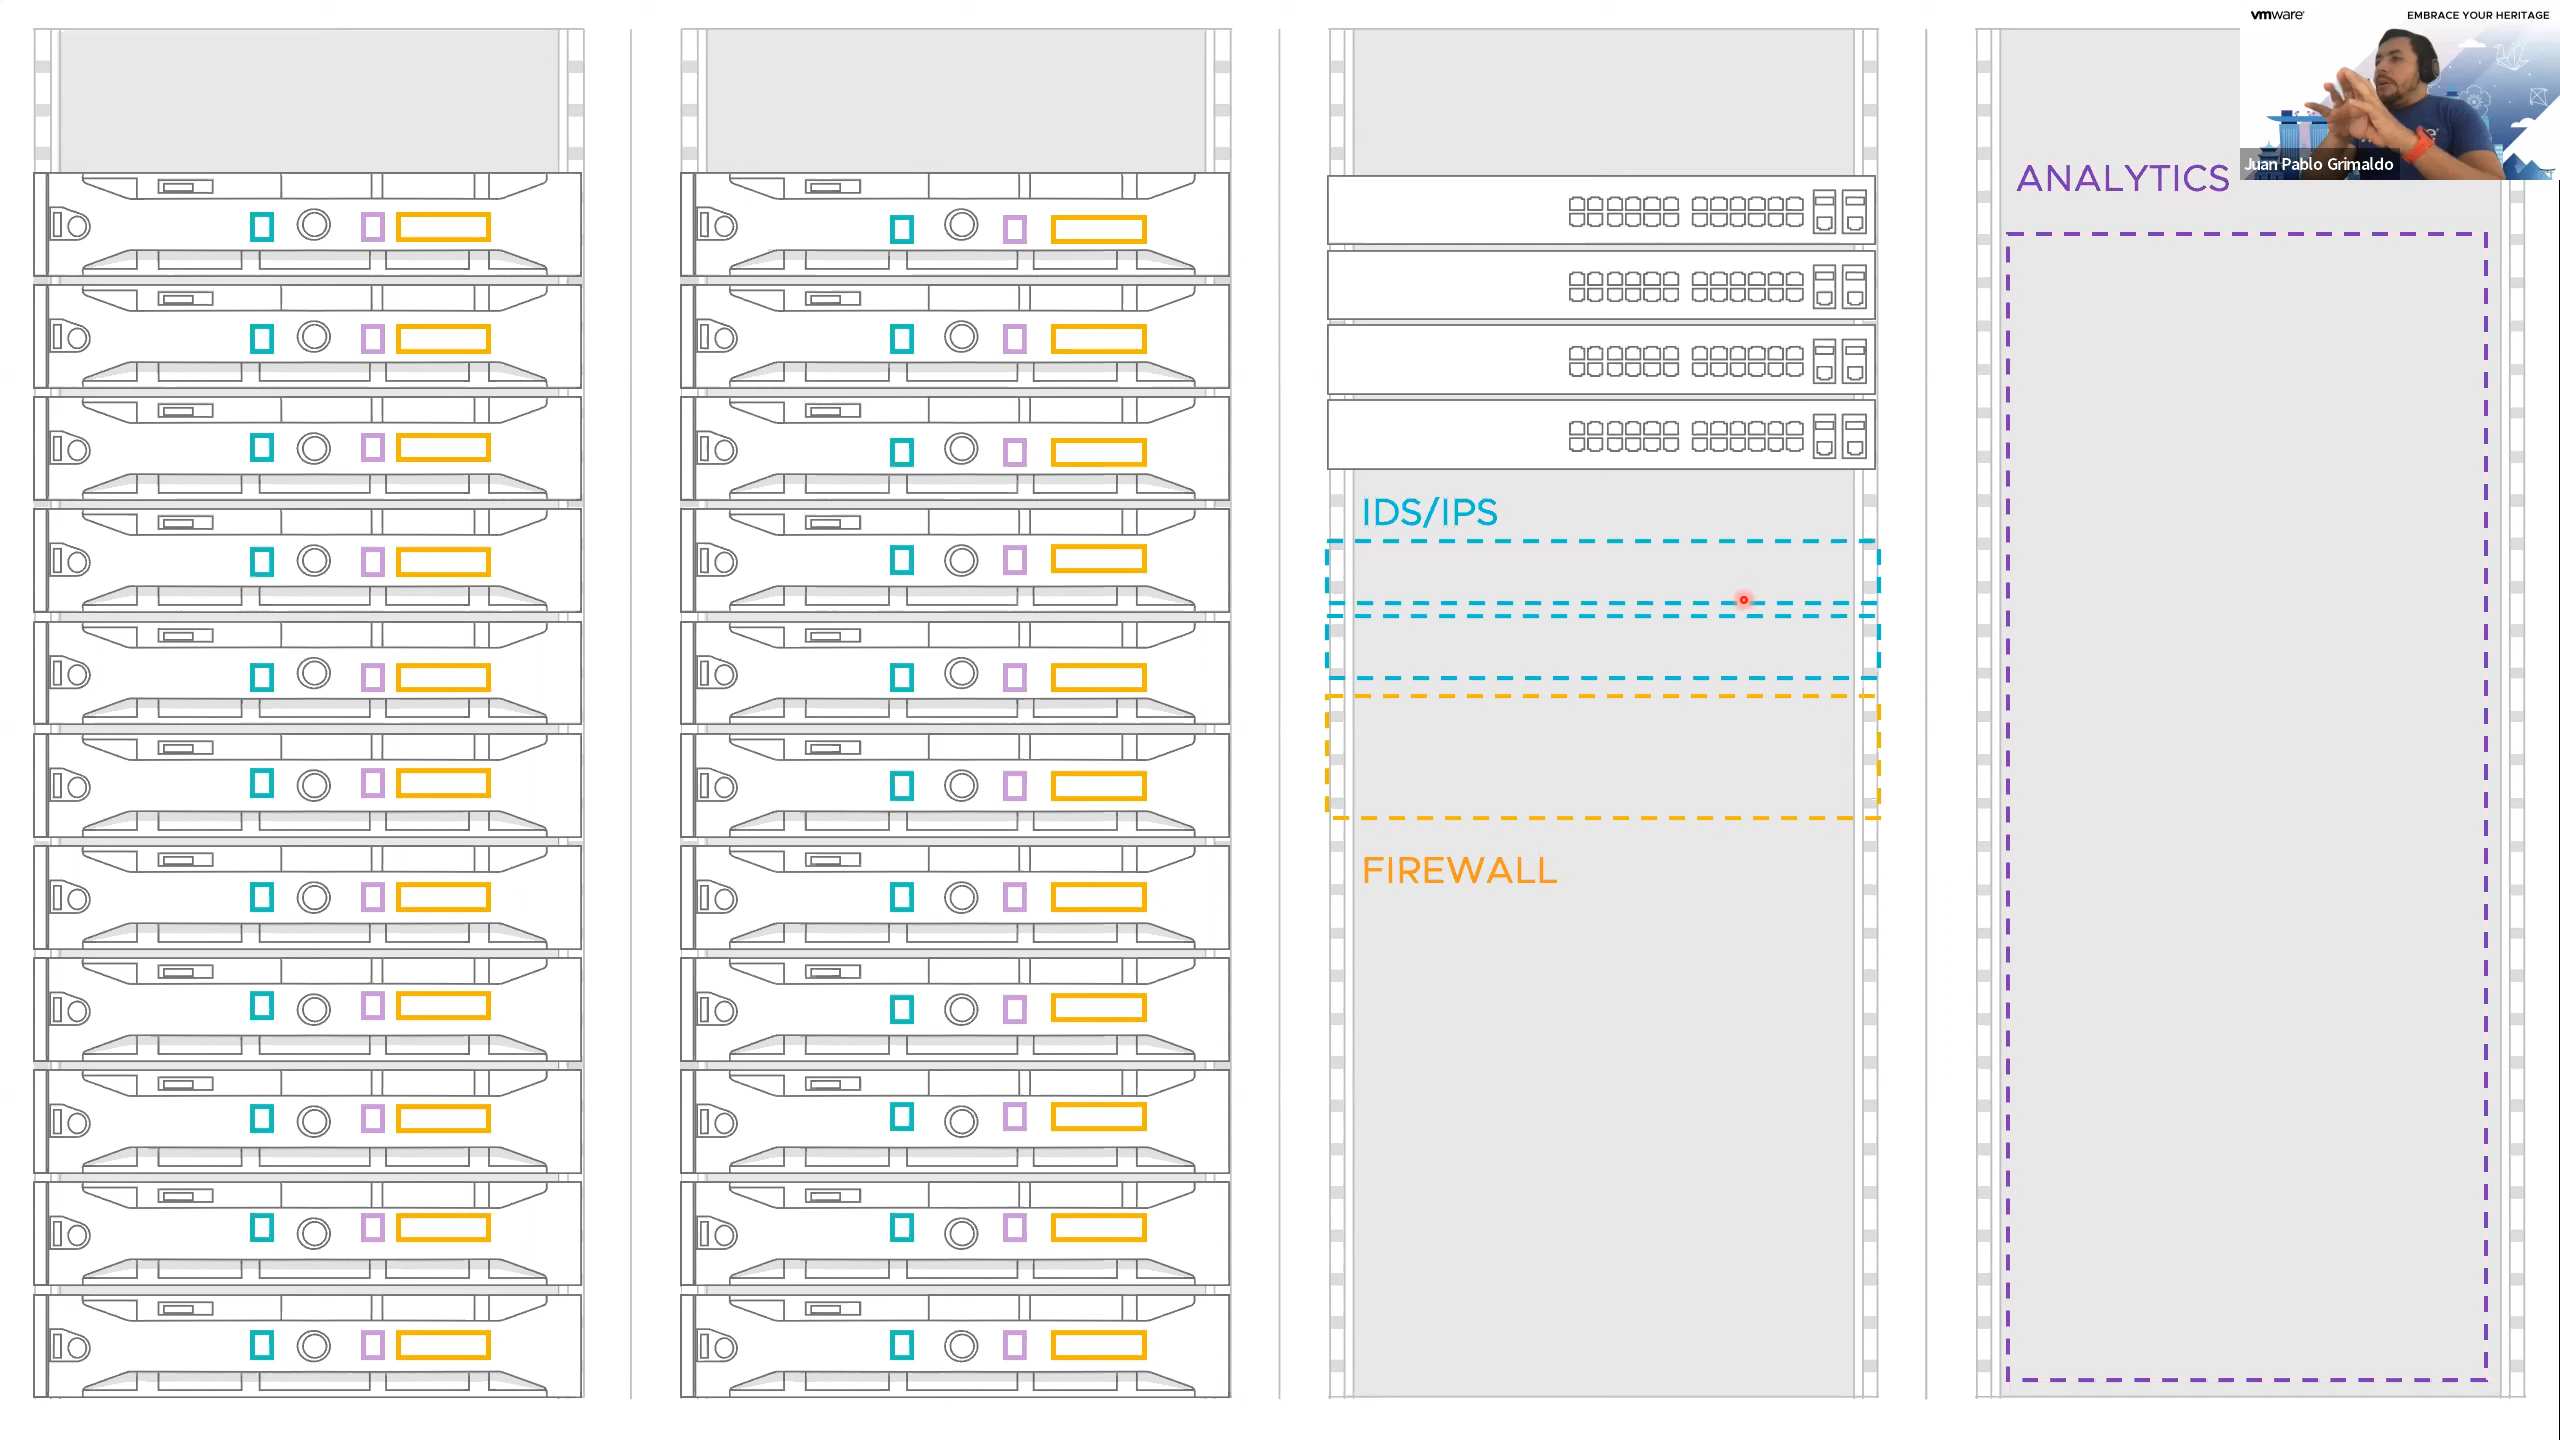 vmware
EMBRACE YOUR HERITAGE
Juan Pablo Grimaldo
ANALYTICS
IDS/IPS
FIREWALL